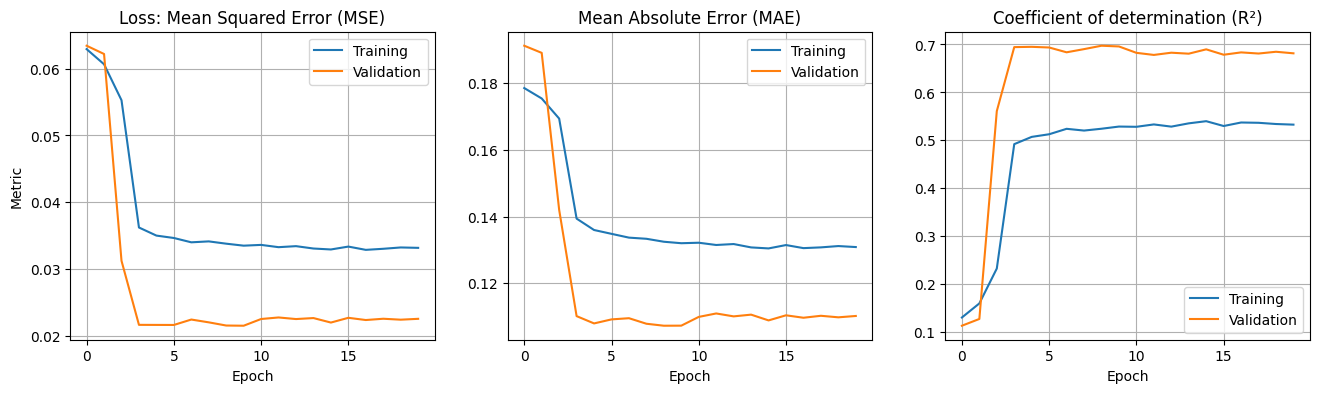 Loss: Mean Squared Error (MSE)
Training
Validation
0.06
0.05
0.04
0.03
0.02
Metric
0
5
10
15
Epoch
Mean Absolute Error (MAE)
Training
Validation
0.18
0.16
0.14
0.12
0
5
10
15
Epoch
Coefficient of determination (R²)
0.7
0.6
0.5
0.4
0.3
0.2
0.1
Training
Validation
0
5
10
15
Epoch